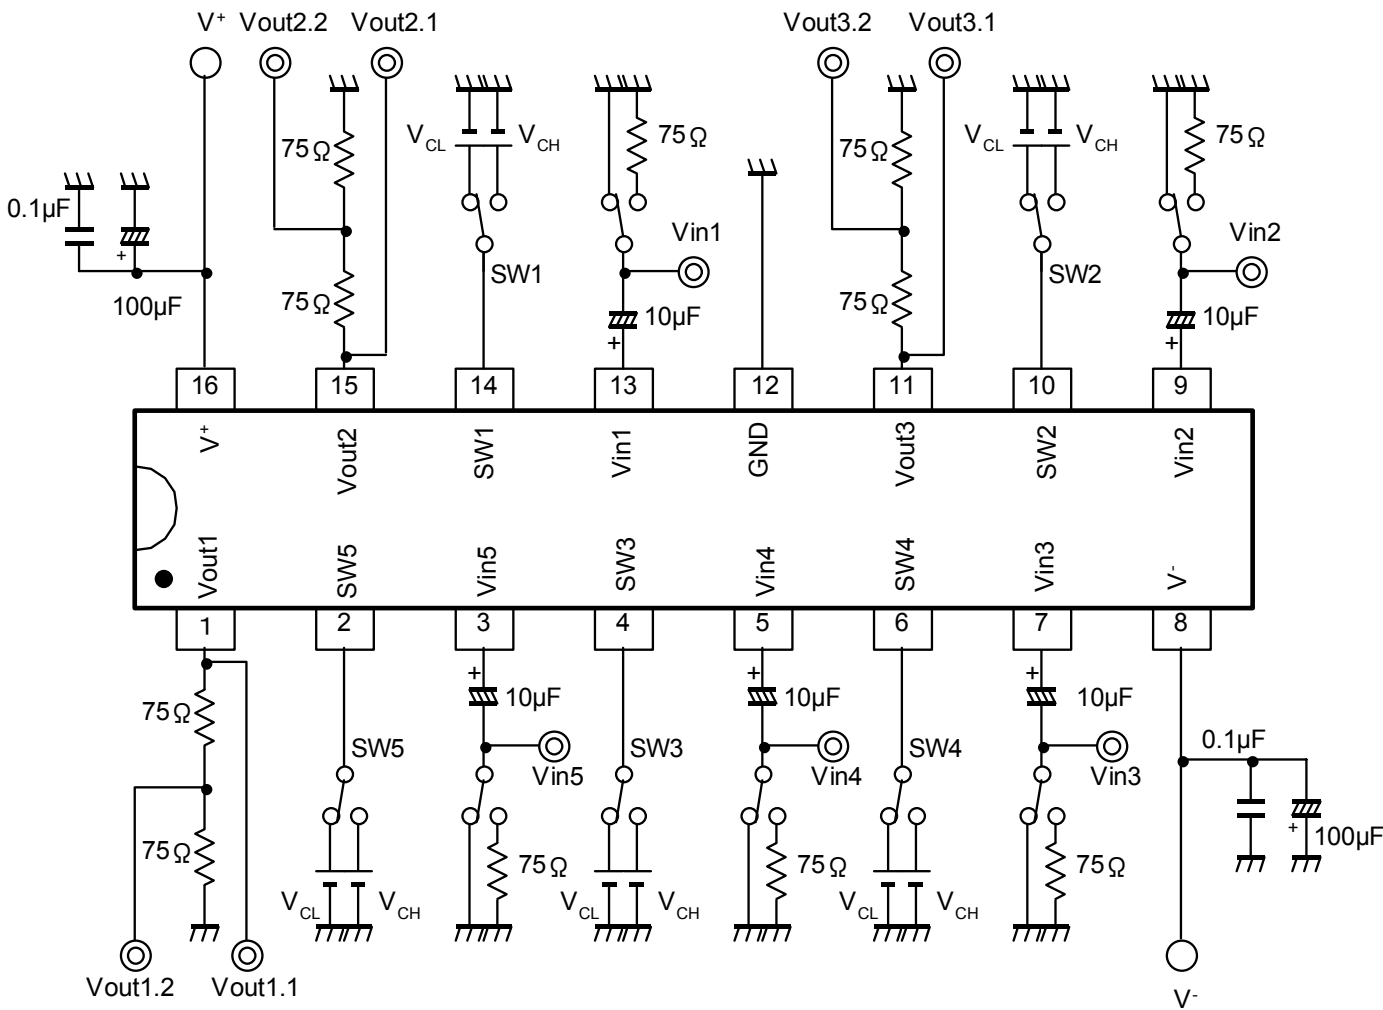 V+ Vout2.2 Vout2.1 Vout3.2 Vout3.1
75Ω VCL VCH 75Ω 75Ω VCL VCH 75Ω
0.1µF
+
100µF
75Ω SW1 Vin1 75Ω SW2 Vin2
10µF 10µF
+ +
16 15 14 13 12 11 10 9
V+ Vout2 SW1 Vin1 GND Vout3 SW2 Vin2
Vout1 SW5 Vin5 SW3 Vin4 SW4 Vin3 V-
1 2 3 4 5 6 7 8
+ + +
75Ω 10µF 10µF 10µF
SW5 SW3 SW4 0.1µF
Vin5 Vin4 Vin3
+
100µF
75Ω 75Ω 75Ω 75Ω
VCL VCH VCL VCH VCL VCH
Vout1.2 Vout1.1 V-